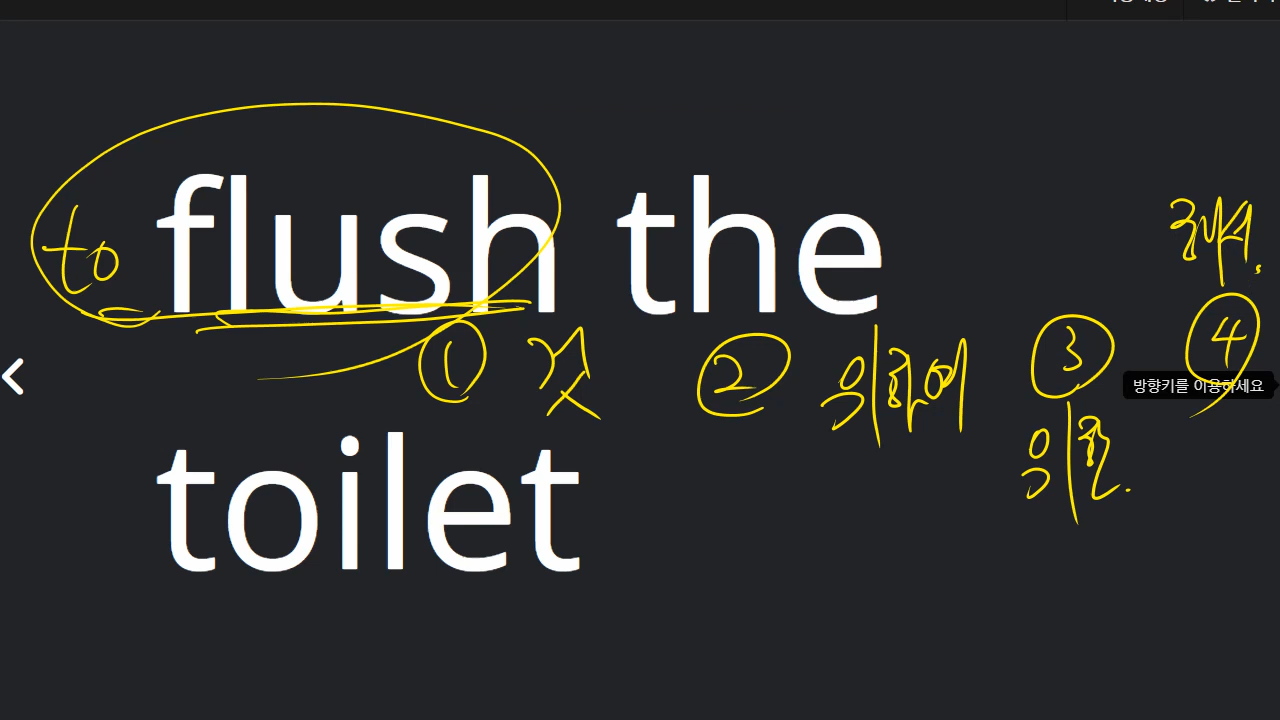 to flush the
① 것 ② 위하여 ③ 위한. ④ 해서.
방향키를 이용하세요
toilet